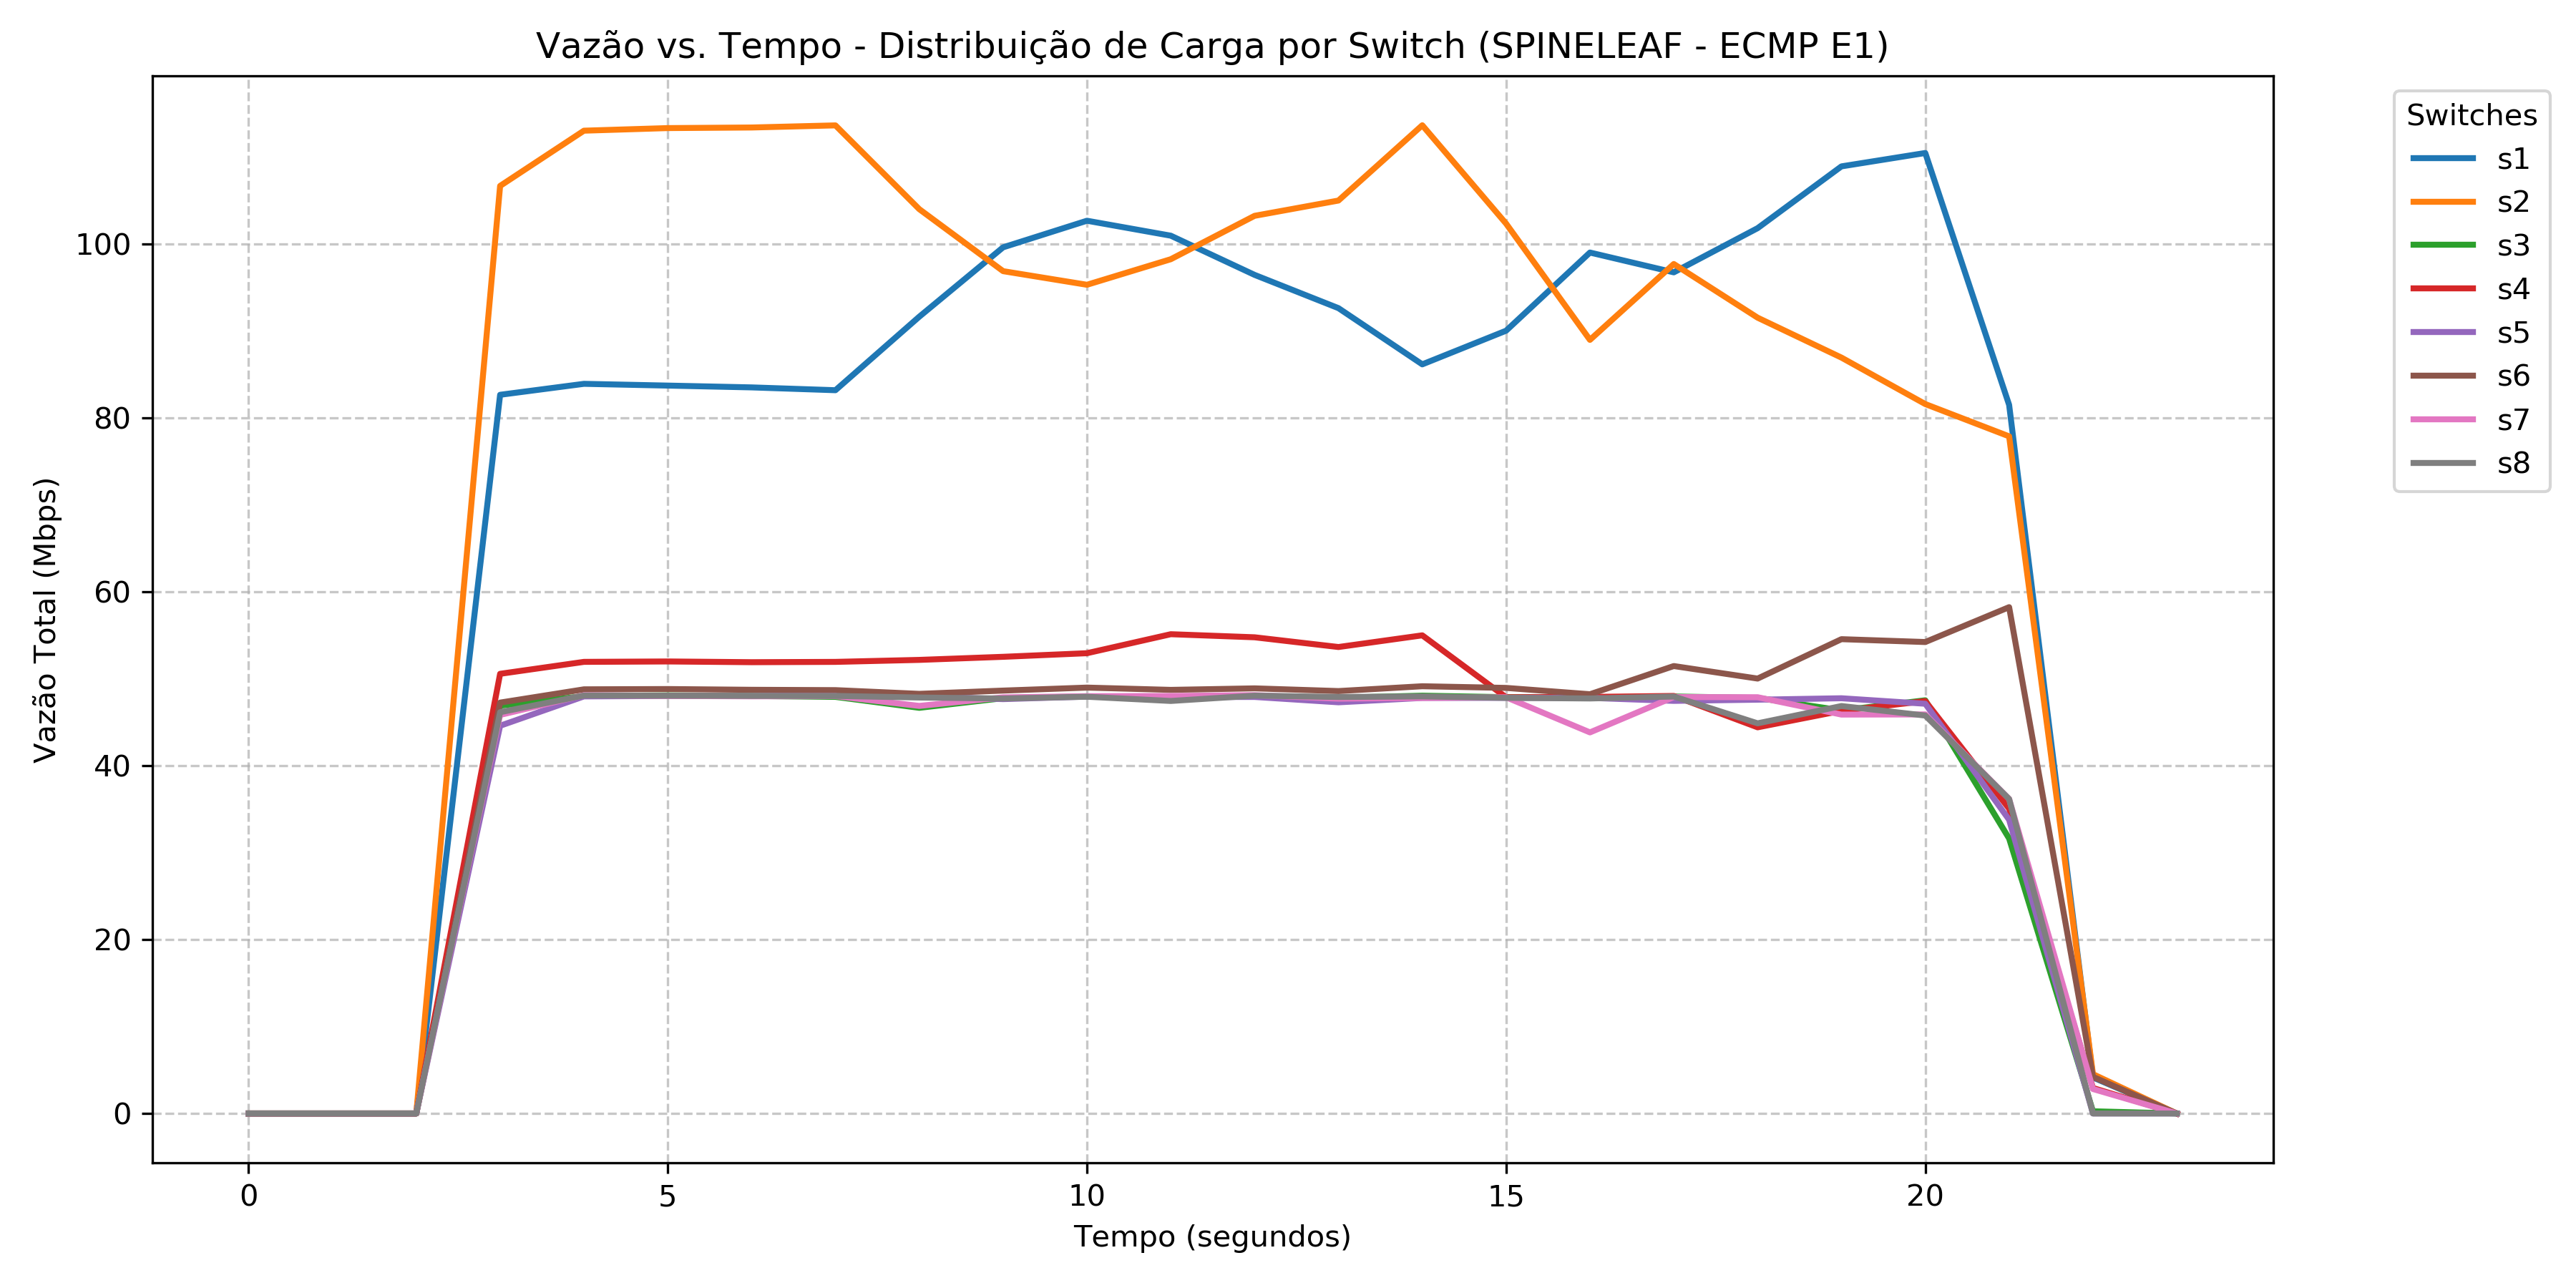 Vazão vs. Tempo - Distribuição de Carga por Switch (SPINELEAF - ECMP E1)
Switches
s1
s2
s3
s4
s5
s6
s7
s8
Vazão Total (Mbps)
100
80
60
40
20
0
0 5 10 15 20
Tempo (segundos)